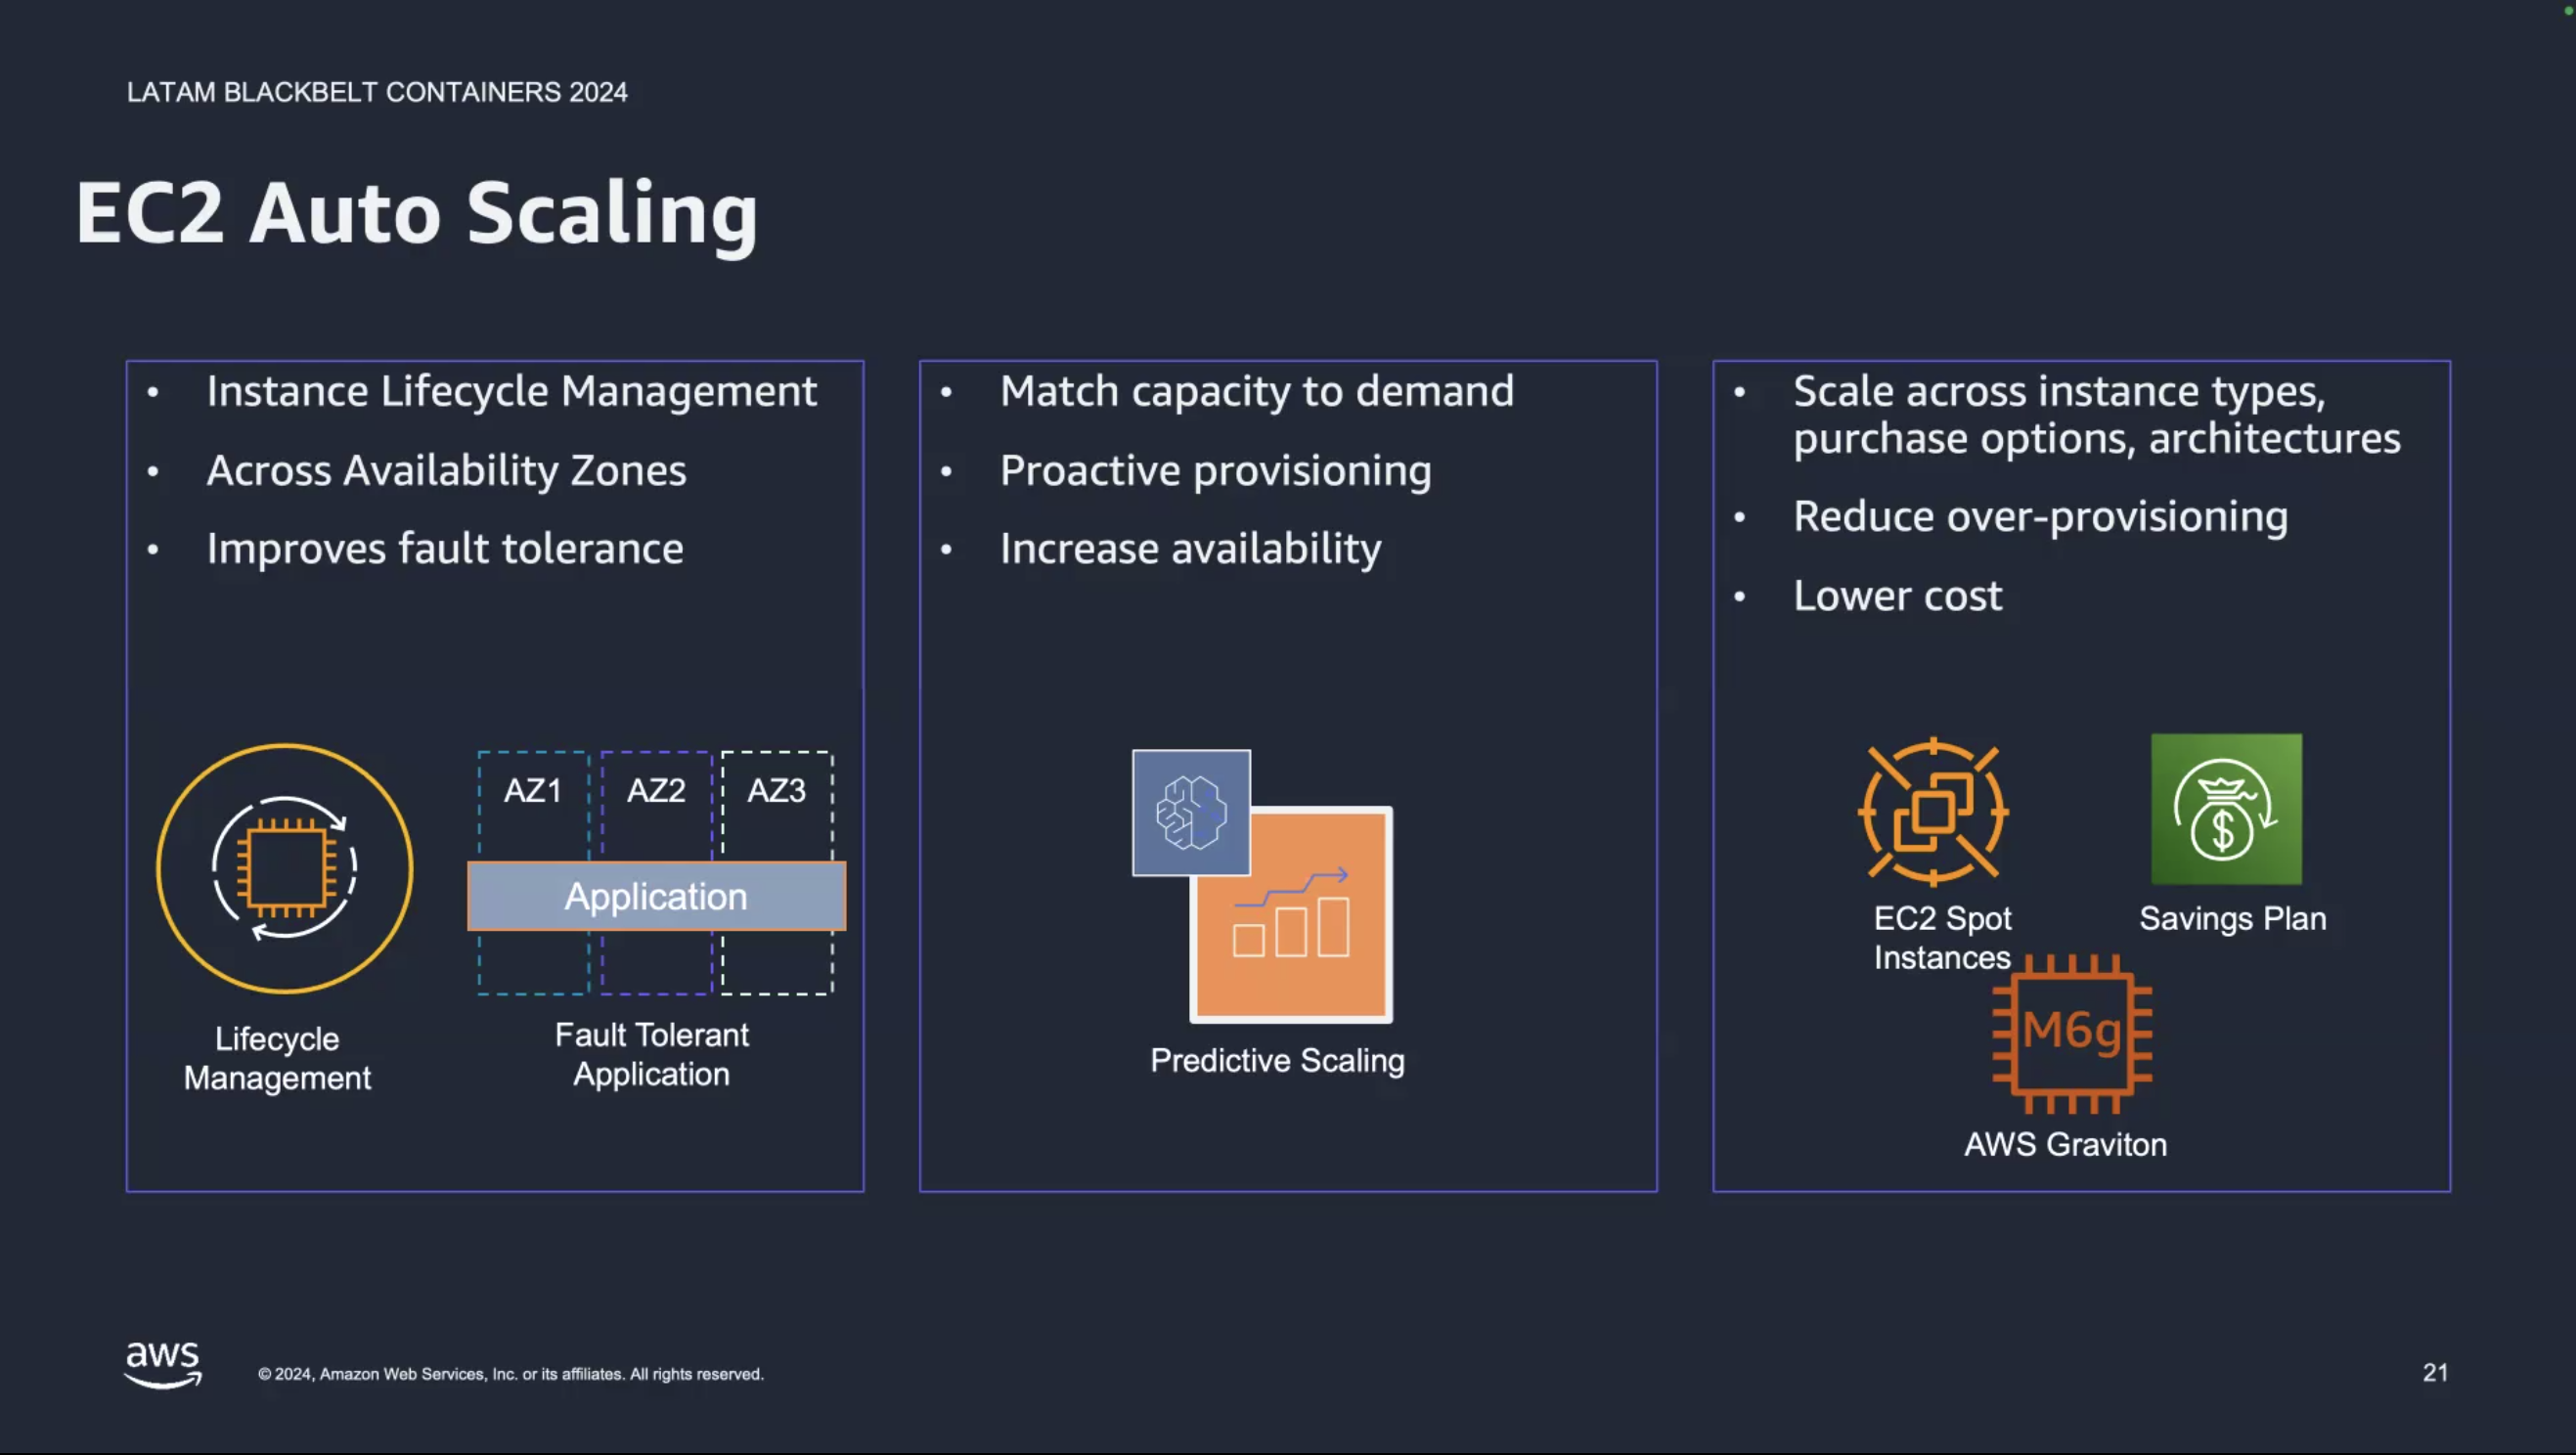 LATAM BLACKBELT CONTAINERS 2024
EC2 Auto Scaling
• Instance Lifecycle Management
• Across Availability Zones
• Improves fault tolerance
AZ1
AZ2
AZ3
Application
Lifecycle
Management
Fault Tolerant
Application
• Match capacity to demand
• Proactive provisioning
• Increase availability
Predictive Scaling
• Scale across instance types,
purchase options, architectures
• Reduce over-provisioning
• Lower cost
$
EC2 Spot
Instances
Savings Plan
M6g
AWS Graviton
aws
© 2024, Amazon Web Services, Inc. or its affiliates. All rights reserved.
21